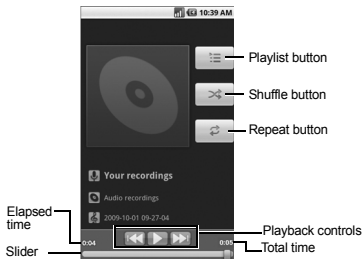 10:39 AM
Playlist button
Shuffle button
Repeat button
Your recordings
Audio recordings
2009-10-01 09-27-04
Elapsed
time
Playback controls
0:04
0:05
Total time
Slider